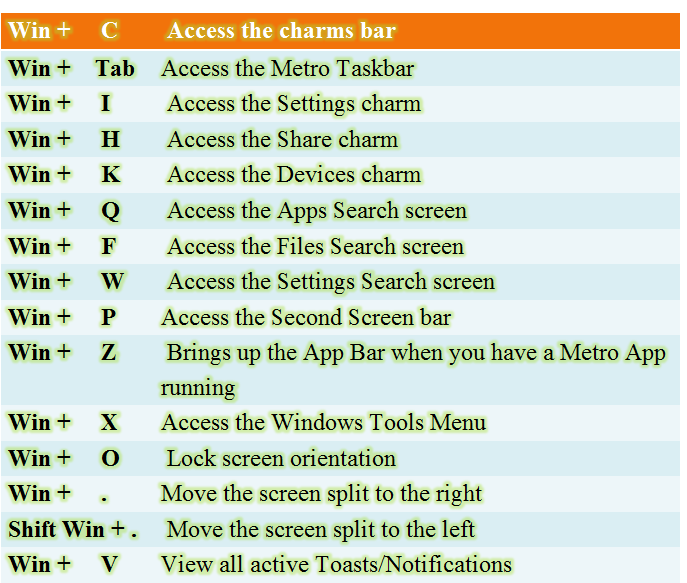 Win + C Access the charms bar
Win + Tab Access the Metro Taskbar
Win + I Access the Settings charm
Win + H Access the Share charm
Win + K Access the Devices charm
Win + Q Access the Apps Search screen
Win + F Access the Files Search screen
Win + W Access the Settings Search screen
Win + P Access the Second Screen bar
Win + Z Brings up the App Bar when you have a Metro App
running
Win + X Access the Windows Tools Menu
Win + O Lock screen orientation
Win + . Move the screen split to the right
Shift Win + . Move the screen split to the left
Win + V View all active Toasts/Notifications